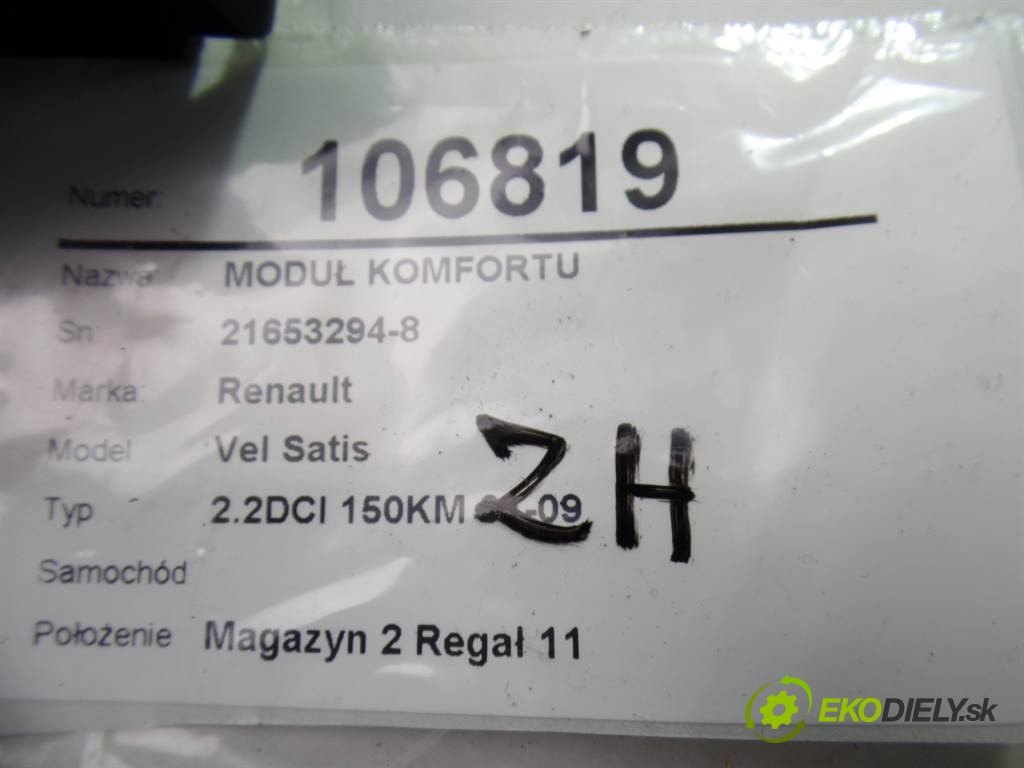 Numer: 106819
Nazwa MODUŁ KOMFORTU
Sn 21653294-8
Marka: Renault
Model Vel Satis
Typ 2.2DCI 150KM -09
ZH
Samochód
Położenie Magazyn 2 Regał 11
EKODIELY.sk